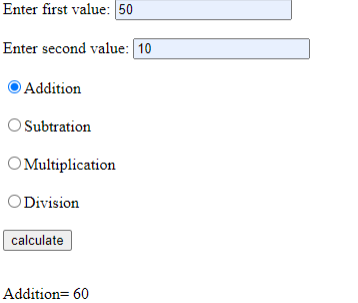 Enter first value: 50
Enter second value: 10
Addition
Subtration
Multiplication
Division
calculate
Addition= 60